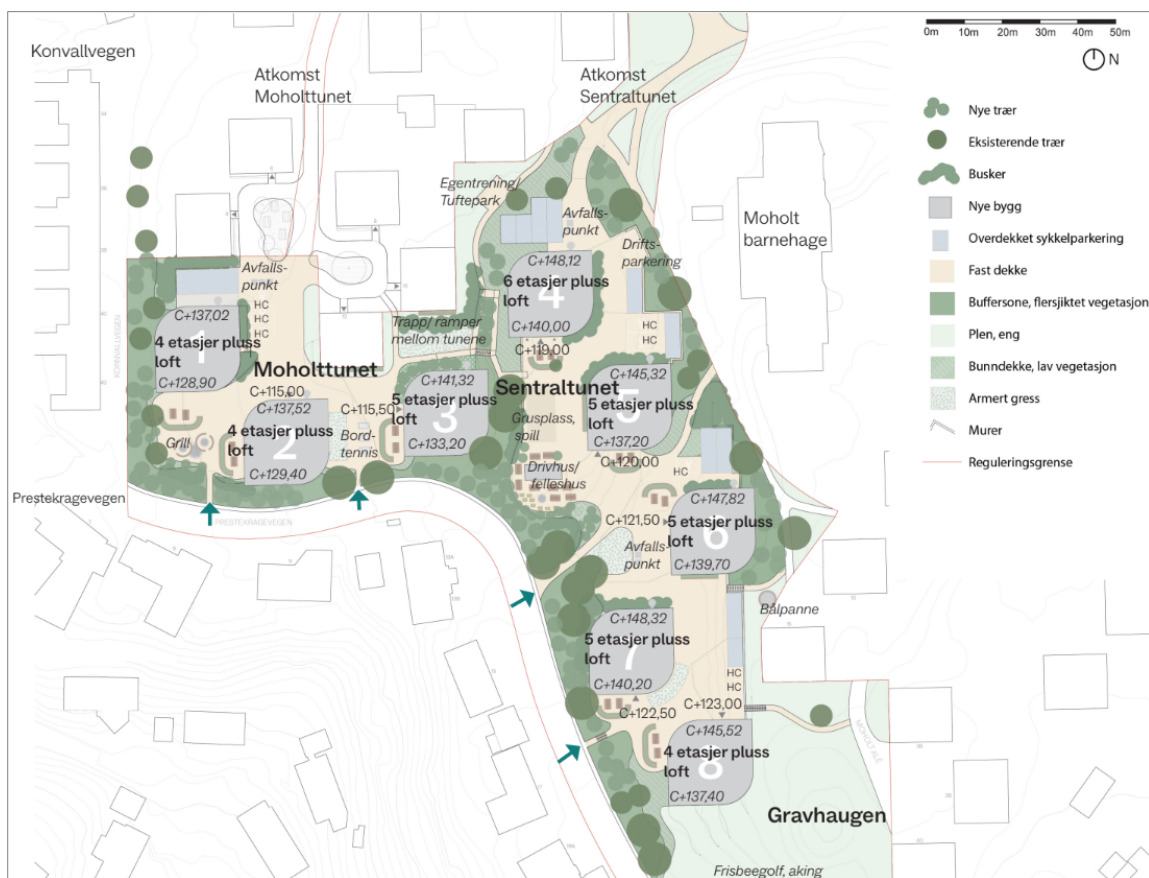 Konvallvegen
Atkomst
Moholttunet
Atkomst
Sentraltunet
0m 10m 20m 30m 40m 50m
N
Nye trær
Eksisterende trær
Busker
Nye bygg
Overdekket sykkelparkering
Fast dekke
Buffersone, flersjiktet vegetasjon
Plen, eng
Bunndekke, lav vegetasjon
Armert gress
Murer
Reguleringsgrense
Egentrening/
Tuftepark
Avfalls-
punkt
Drifts-
parkering
Moholt
barnehage
Avfalls-
punkt
HC
HC
HC
C+137,02
1
4 etasjer pluss
loft
C+128,90
KONVALLVEGEN
Trapp/ ramper
mellom tunene
C+148,12
6 etasjer pluss
loft
4
C+140,00
C+119,00
HC
HC
Moholttunet
C+115,00
C+137,52
4 etasjer pluss
loft
2
C+129,40
Grill
C+115,50
Bord-
tennis
C+141,32
5 etasjer pluss
loft
3
C+133,20
Sentraltunet
C+145,32
5 etasjer pluss
loft
5
C+137,20
C+120,00
Grusplass,
spill
Drivhus/
felleshus
HC
Prestekragevegen
PRESTEKRAGEVEGEN
C+121,50
C+147,82
5 etasjer pluss
loft
6
C+139,70
Avfalls-
punkt
Bålpanne
C+148,32
5 etasjer pluss
loft
7
C+140,20
C+122,50
HC
HC
C+123,00
C+145,52
4 etasjer pluss
loft
8
C+137,40
MOHOLT ALLÉ
Gravhaugen
Frisbeegolf, aking